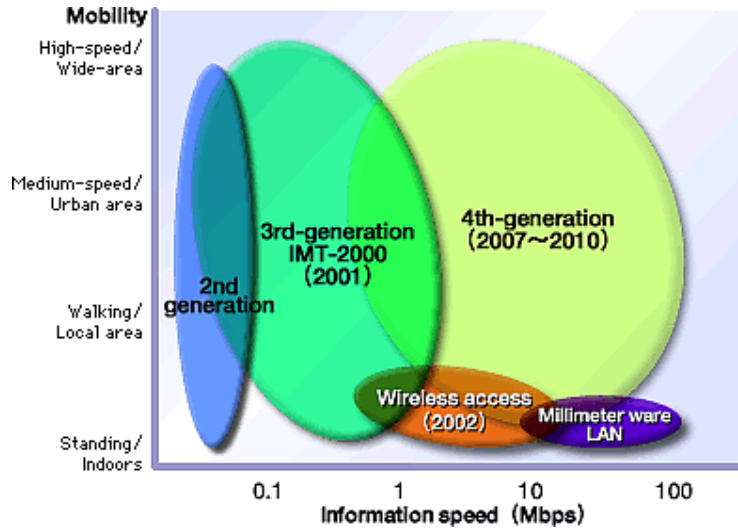 Mobility
High-speed/
Wide-area
Medium-speed/
Urban area
Walking/
Local area
Standing/
Indoors
2nd
generation
3rd-generation
IMT-2000
(2001)
4th-generation
(2007～2010)
Wireless access
(2002)
Millimeter ware
LAN
0.1 1 10 100
Information speed (Mbps)